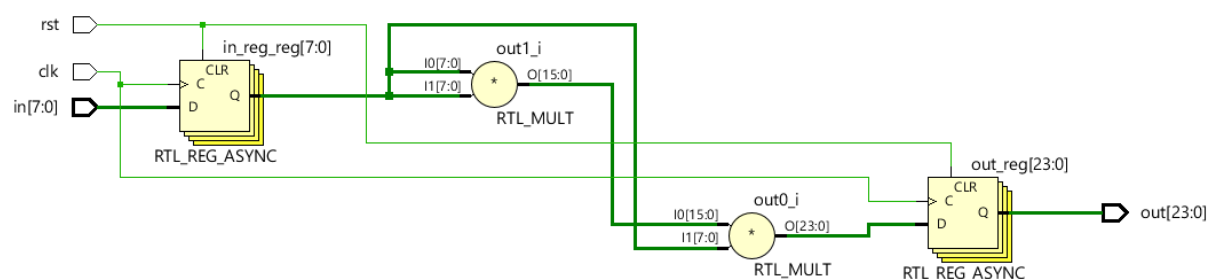 rst
in_reg_reg[7:0]
out1_i
CLR
clk
C
I0[7:0]
O[15:0]
*
I1[7:0]
Q
in[7:0]
D
RTL_MULT
RTL_REG_ASYNC
out_reg[23:0]
CLR
out0_i
C
I0[15:0]
O[23:0]
Q
out[23:0]
D
*
I1[7:0]
RTL_MULT
RTL_REG_ASYNC